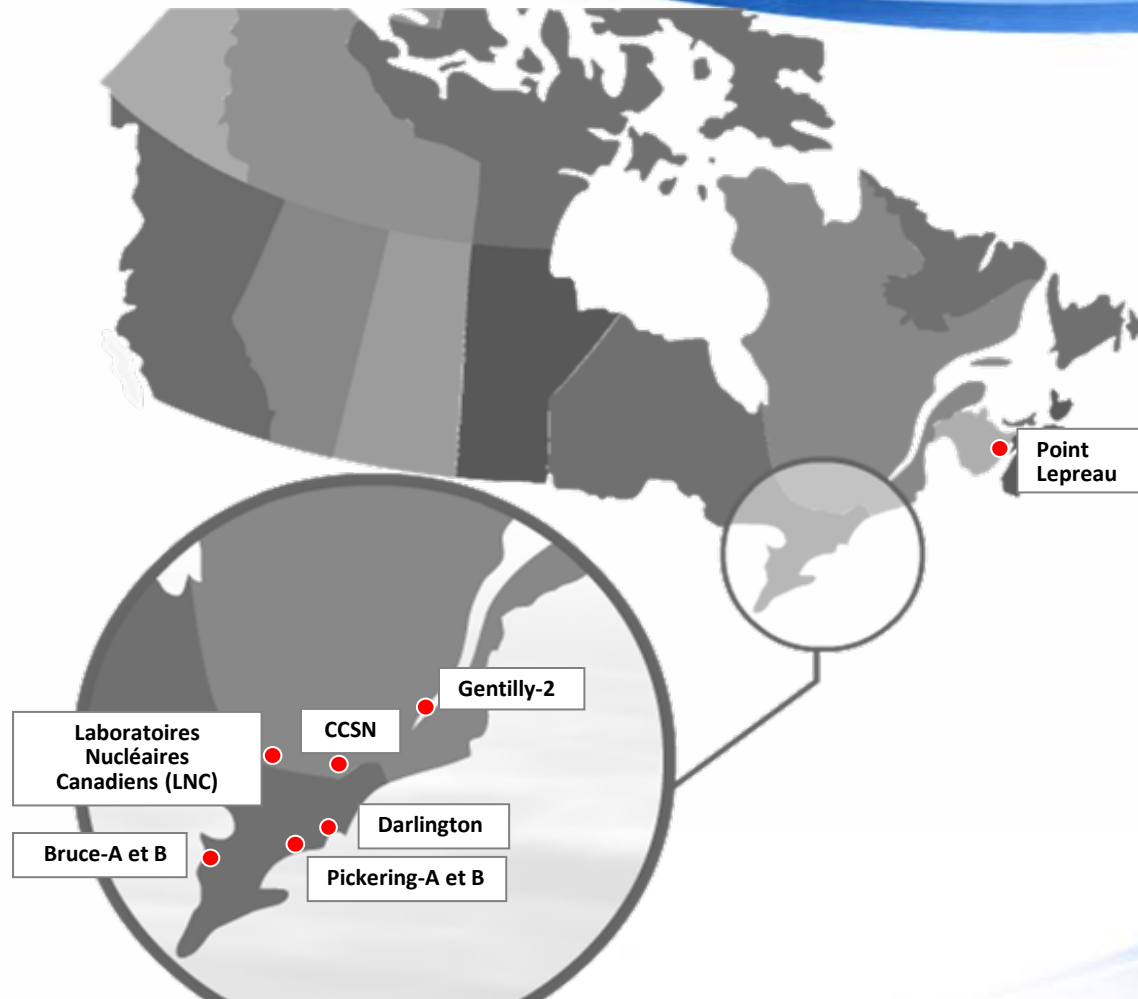 Point
Lepreau
Gentilly-2
CCSN
Laboratoires
Nucléaires
Canadiens (LNC)
Darlington
Bruce-A et B
Pickering-A et B